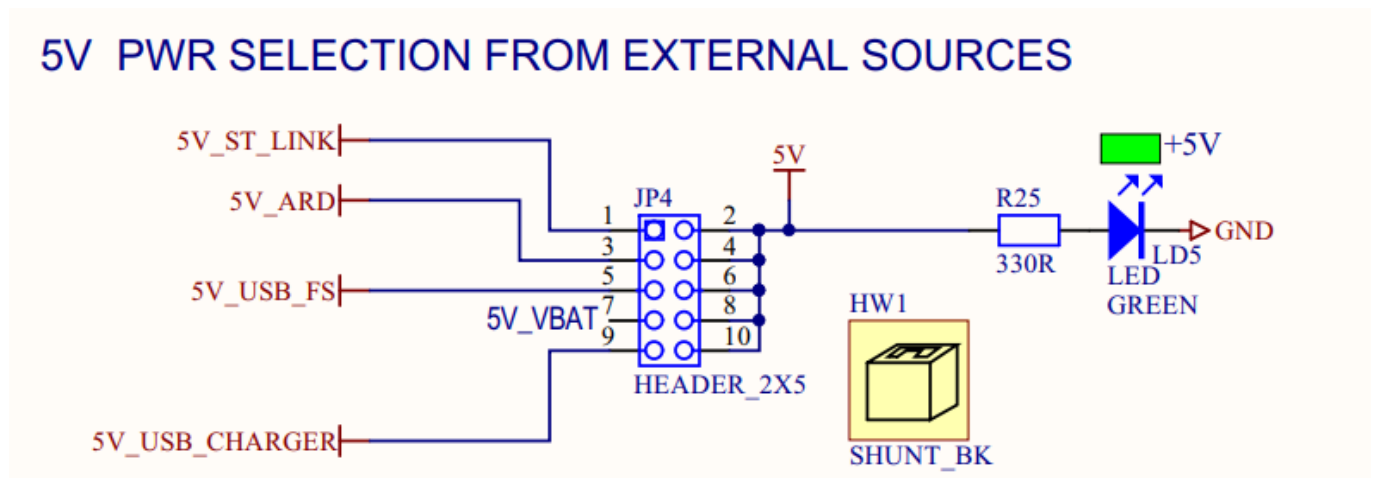 5V PWR SELECTION FROM EXTERNAL SOURCES
5V_ST_LINK
5V_ARD
5V_USB_FS
5V_VBAT
5V_USB_CHARGER
JP4
1 2
3 4
5 6
7 8
9 10
HEADER_2X5
5V
R25
330R
+5V
LD5
LED
GREEN
GND
HW1
SHUNT_BK